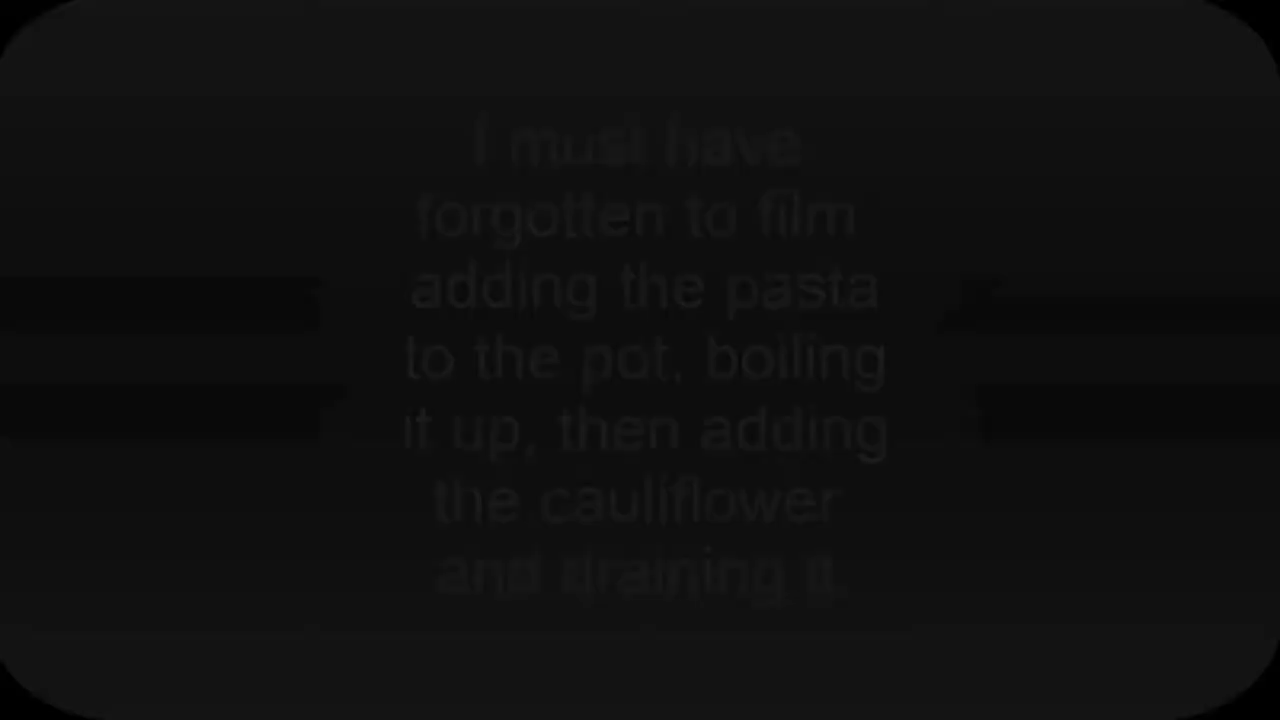 I must have
forgotten to film
adding the pasta
to the pot, boiling
it up, then adding
the cauliflower
and draining it.